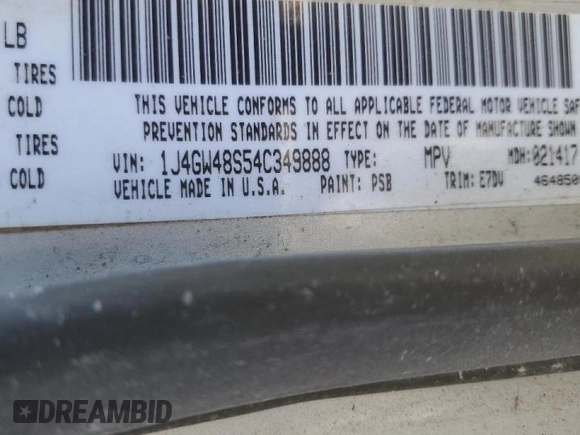 LB
TIRES
COLD
TIRES
COLD
THIS VEHICLE CONFORMS TO ALL APPLICABLE FEDERAL MOTOR VEHICLE SAF
PREVENTION STANDARDS IN EFFECT ON THE DATE OF MANUFACTURE SHOWN
VIN: 1J4GW48S54C349888 TYPE: MPV MDH:021417
VEHICLE MADE IN U.S.A. PAINT: PSB TRIM: E7DV 464850
DREAMBID